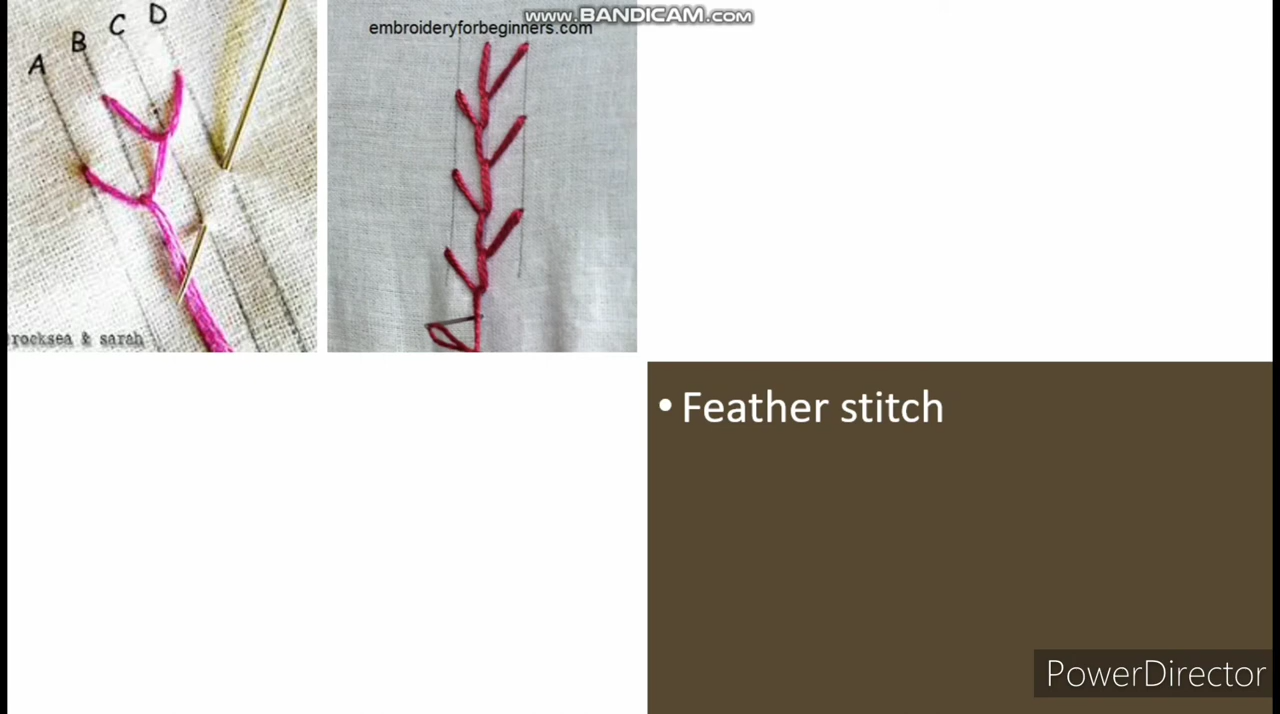 www.BANDICAM.com
embroideryforbeginners.com
A
B
C
D
rocksea & sarah
• Feather stitch
PowerDirector